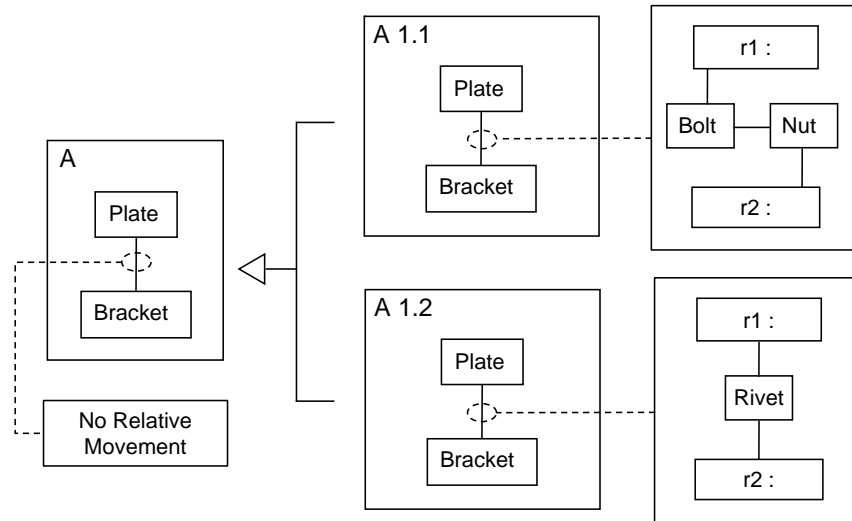 A
Plate
Bracket
No Relative
Movement
A 1.1
Plate
Bracket
r1 :
Bolt
Nut
r2 :
A 1.2
Plate
Bracket
r1 :
Rivet
r2 :